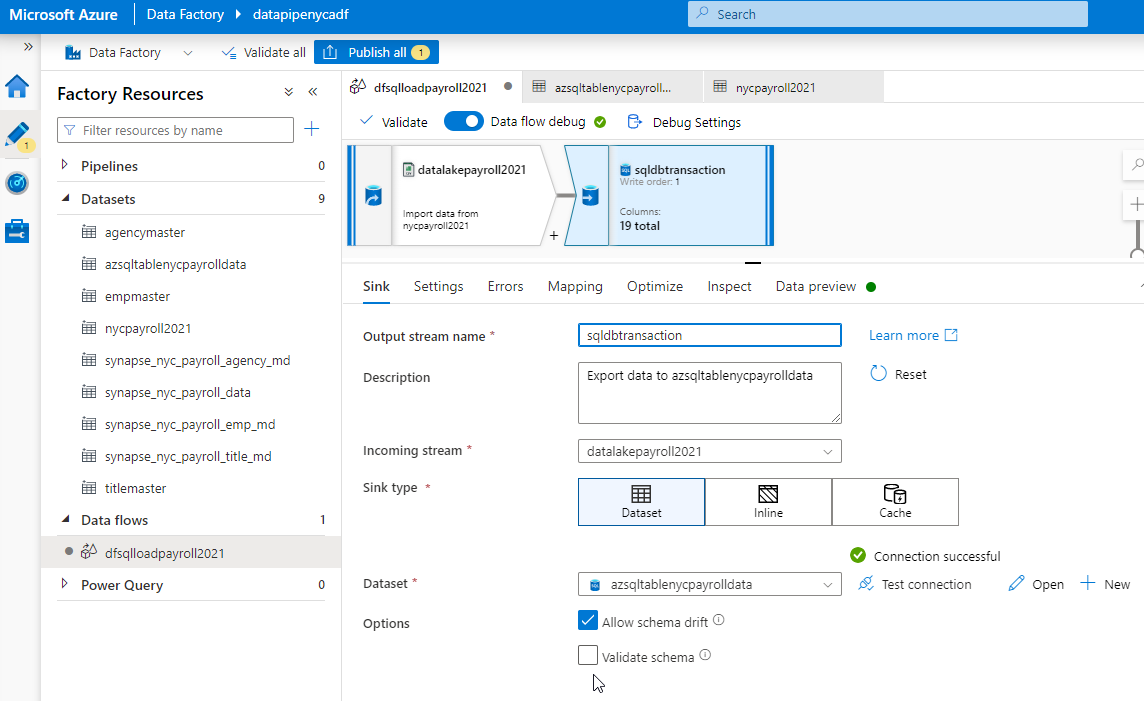 Microsoft Azure
Data Factory
datapipenycadf
Search
Data Factory
Validate all
Publish all
1
1
Factory Resources
Filter resources by name
Pipelines
0
Datasets
9
agencymaster
azsqltablenycpayrolldata
empmaster
nycpayroll2021
synapse_nyc_payroll_agency_md
synapse_nyc_payroll_data
synapse_nyc_payroll_emp_md
synapse_nyc_payroll_title_md
titlemaster
Data flows
1
dfsqlloadpayroll2021
Power Query
0
dfsqlloadpayroll2021
azsqltablenycpayroll...
nycpayroll2021
Validate
Data flow debug
Debug Settings
datalakepayroll2021
Import data from
nycpayroll2021
+
sqldbtransaction
Write order: 1
Columns:
19 total
Sink
Settings
Errors
Mapping
Optimize
Inspect
Data preview
Output stream name *
sqldbtransaction
Learn more
Description
Export data to azsqltablenycpayrolldata
Reset
Incoming stream *
datalakepayroll2021
Sink type *
Dataset
Inline
Cache
Connection successful
Dataset *
azsqltablenycpayrolldata
Test connection
Open
New
Options
Allow schema drift
Validate schema